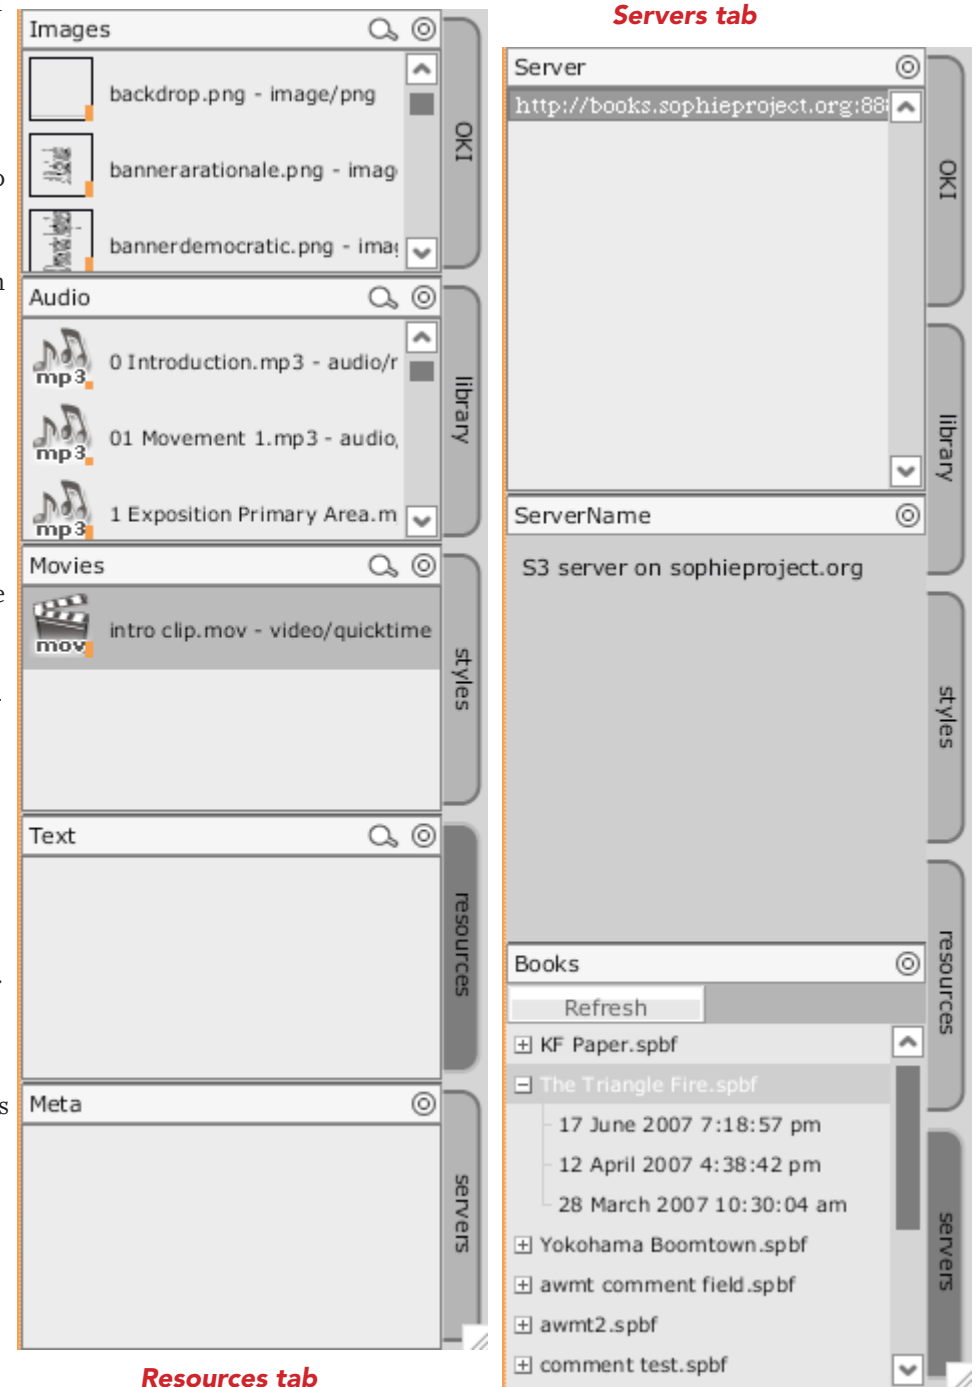 Images
backdrop.png - image/png
bannerarationale.png - imag
bannerdemocratic.png - imag
OKI
Audio
mp3
0 Introduction.mp3 - audio/r
mp3
01 Movement 1.mp3 - audio,
mp3
1 Exposition Primary Area.m
library
Movies
mov
intro clip.mov - video/quicktime
styles
Text
resources
Meta
servers
Resources tab
Servers tab
Server
http://books.sophieproject.org:888
OKI
library
ServerName
S3 server on sophieproject.org
styles
Books
Refresh
KF Paper.spbf
The Triangle Fire.spbf
17 June 2007 7:18:57 pm
12 April 2007 4:38:42 pm
28 March 2007 10:30:04 am
Yokohama Boomtown.spbf
awmt comment field.spbf
awmt2.spbf
comment test.spbf
resources
servers